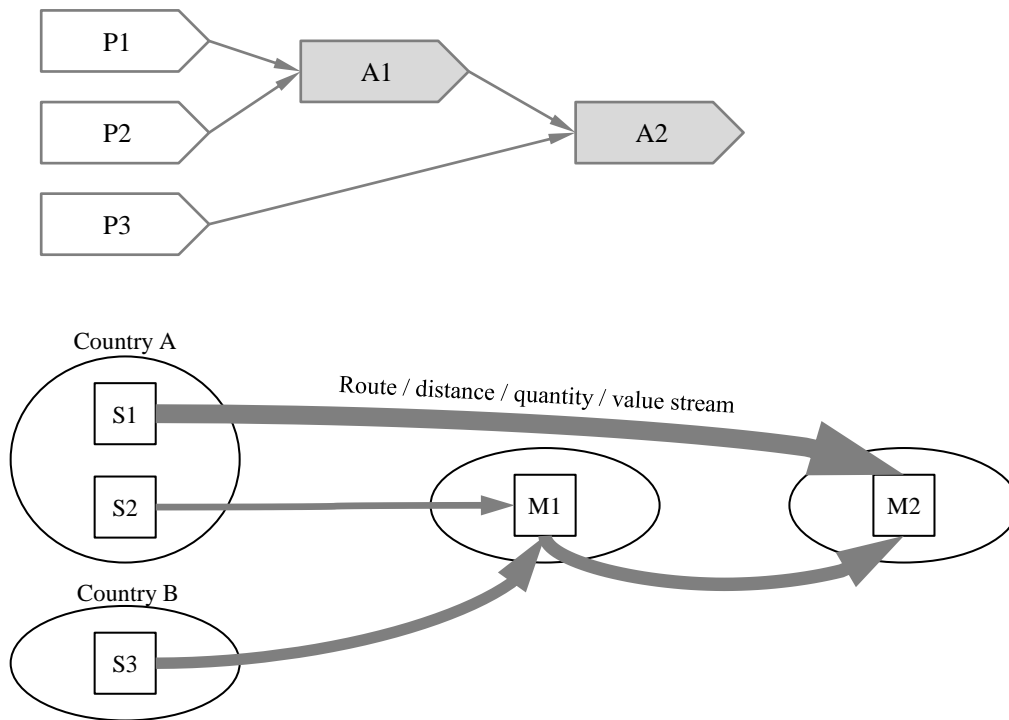 P1
A1
P2
A2
P3
Country A
Route / distance / quantity / value stream
S1
S2
M1
M2
Country B
S3